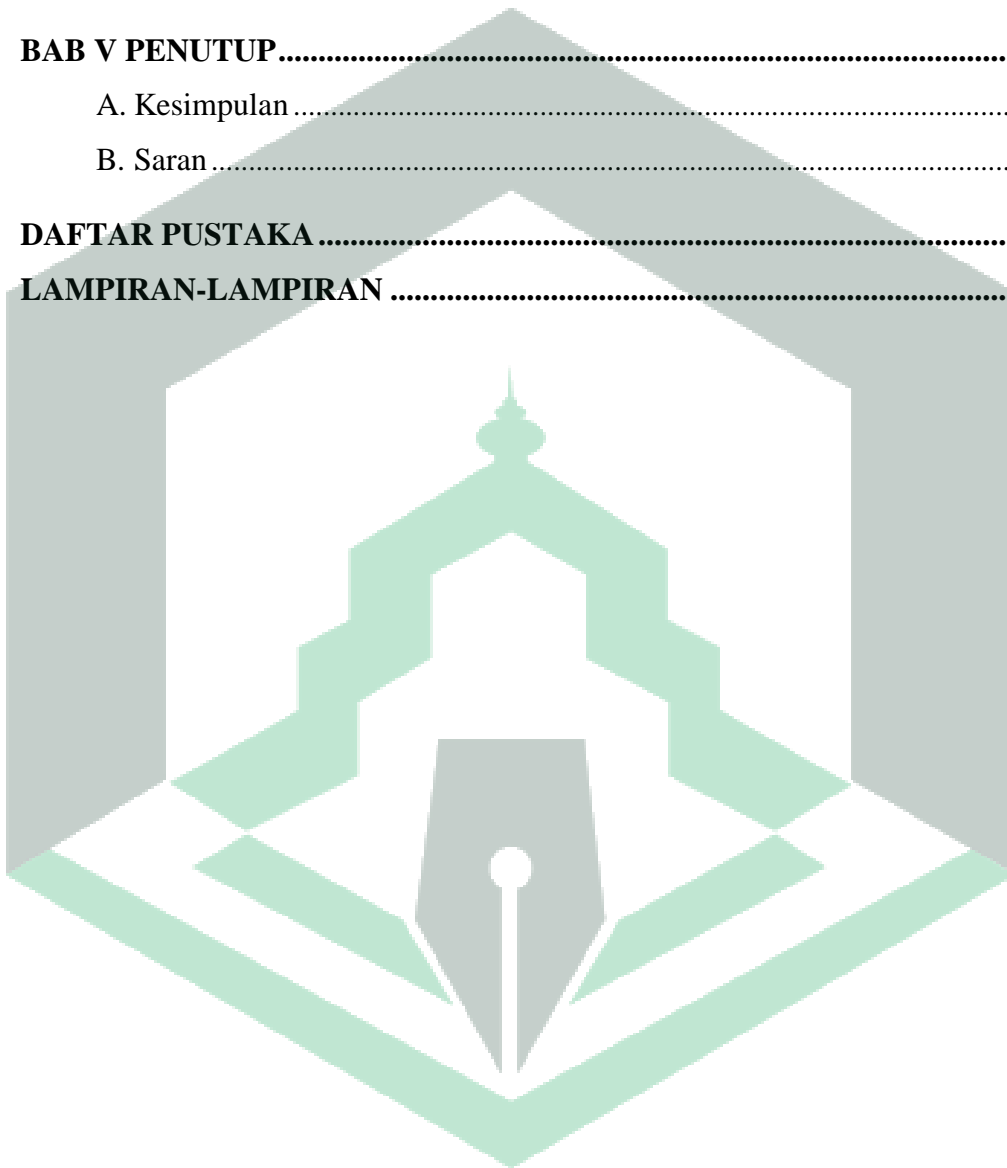 BAB V PENUTUP........................................................................................................
A. Kesimpulan........................................................................................................
B. Saran........................................................................................................
DAFTAR PUSTAKA........................................................................................................
LAMPIRAN-LAMPIRAN........................................................................................................